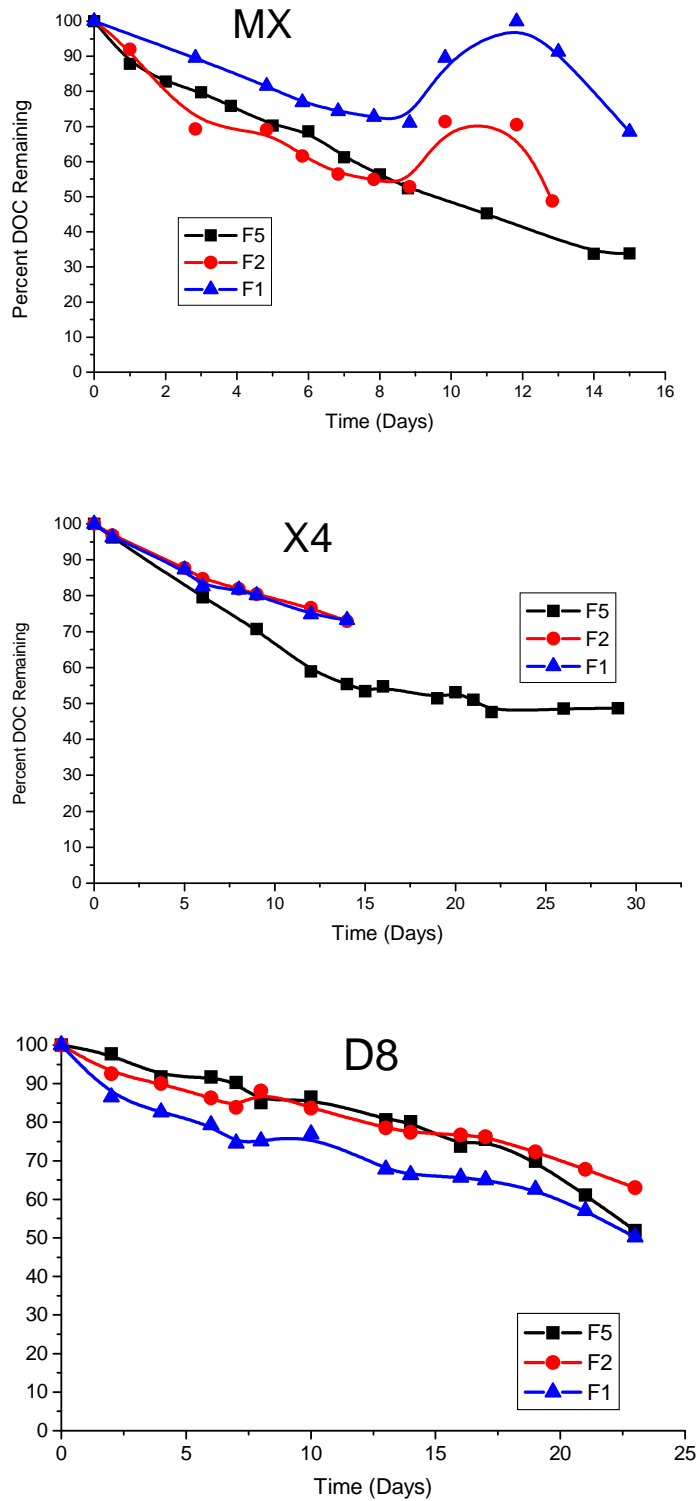 MX
Percent DOC Remaining
100
90
80
70
60
50
40
30
20
10
0
F5
F2
F1
0 2 4 6 8 10 12 14 16
Time (Days)
X4
Percent DOC Remaining
100
90
80
70
60
50
40
30
20
10
0
F5
F2
F1
0 5 10 15 20 25 30
Time (Days)
D8
100
90
80
70
60
50
40
30
20
10
0
F5
F2
F1
0 5 10 15 20 25
Time (Days)